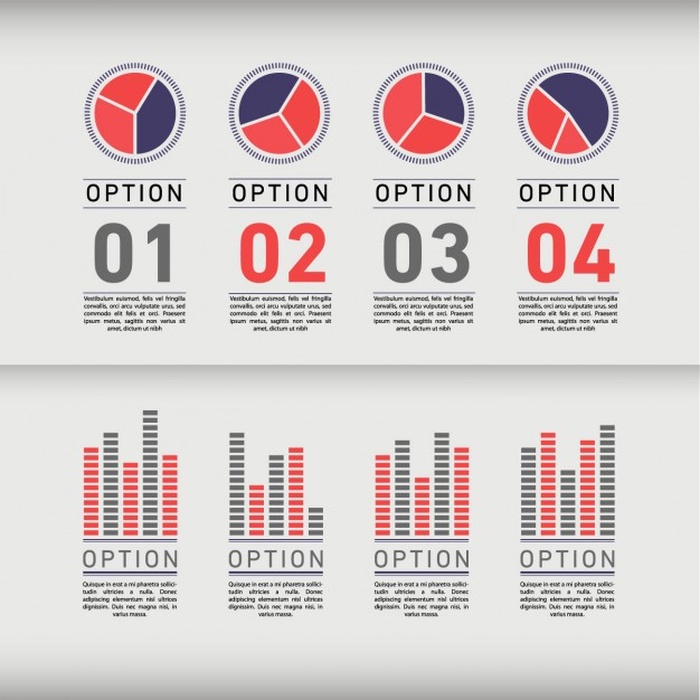 OPTION OPTION OPTION OPTION
01 02 03 04
Vestibulum euismod, felis vel fringilla
convallis, orci arcu vulputate urus, sed
commodo elit felis et orci. Praesent
ipsum metus, sagittis non varius sit
amet, dictum ut nibh
Vestibulum euismod, felis vel fringilla
convallis, orci arcu vulputate urus, sed
commodo elit felis et orci. Praesent
ipsum metus, sagittis non varius sit
amet, dictum ut nibh
Vestibulum euismod, felis vel fringilla
convallis, orci arcu vulputate urus, sed
commodo elit felis et orci. Praesent
ipsum metus, sagittis non varius sit
amet, dictum ut nibh
Vestibulum euismod, felis vel fringilla
convallis, orci arcu vulputate urus, sed
commodo elit felis et orci. Praesent
ipsum metus, sagittis non varius sit
amet, dictum ut nibh
OPTION OPTION OPTION OPTION
Quisque in erat a mi pharetra sollici-
tudin ultricies a nulla. Donec
adipiscing elementum nisl ultrices
dignissim. Duis nec magna nisi, in
varius massa.
Quisque in erat a mi pharetra sollici-
tudin ultricies a nulla. Donec
adipiscing elementum nisl ultrices
dignissim. Duis nec magna nisi, in
varius massa.
Quisque in erat a mi pharetra sollici-
tudin ultricies a nulla. Donec
adipiscing elementum nisl ultrices
dignissim. Duis nec magna nisi, in
varius massa.
Quisque in erat a mi pharetra sollici-
tudin ultricies a nulla. Donec
adipiscing elementum nisl ultrices
dignissim. Duis nec magna nisi, in
varius massa.